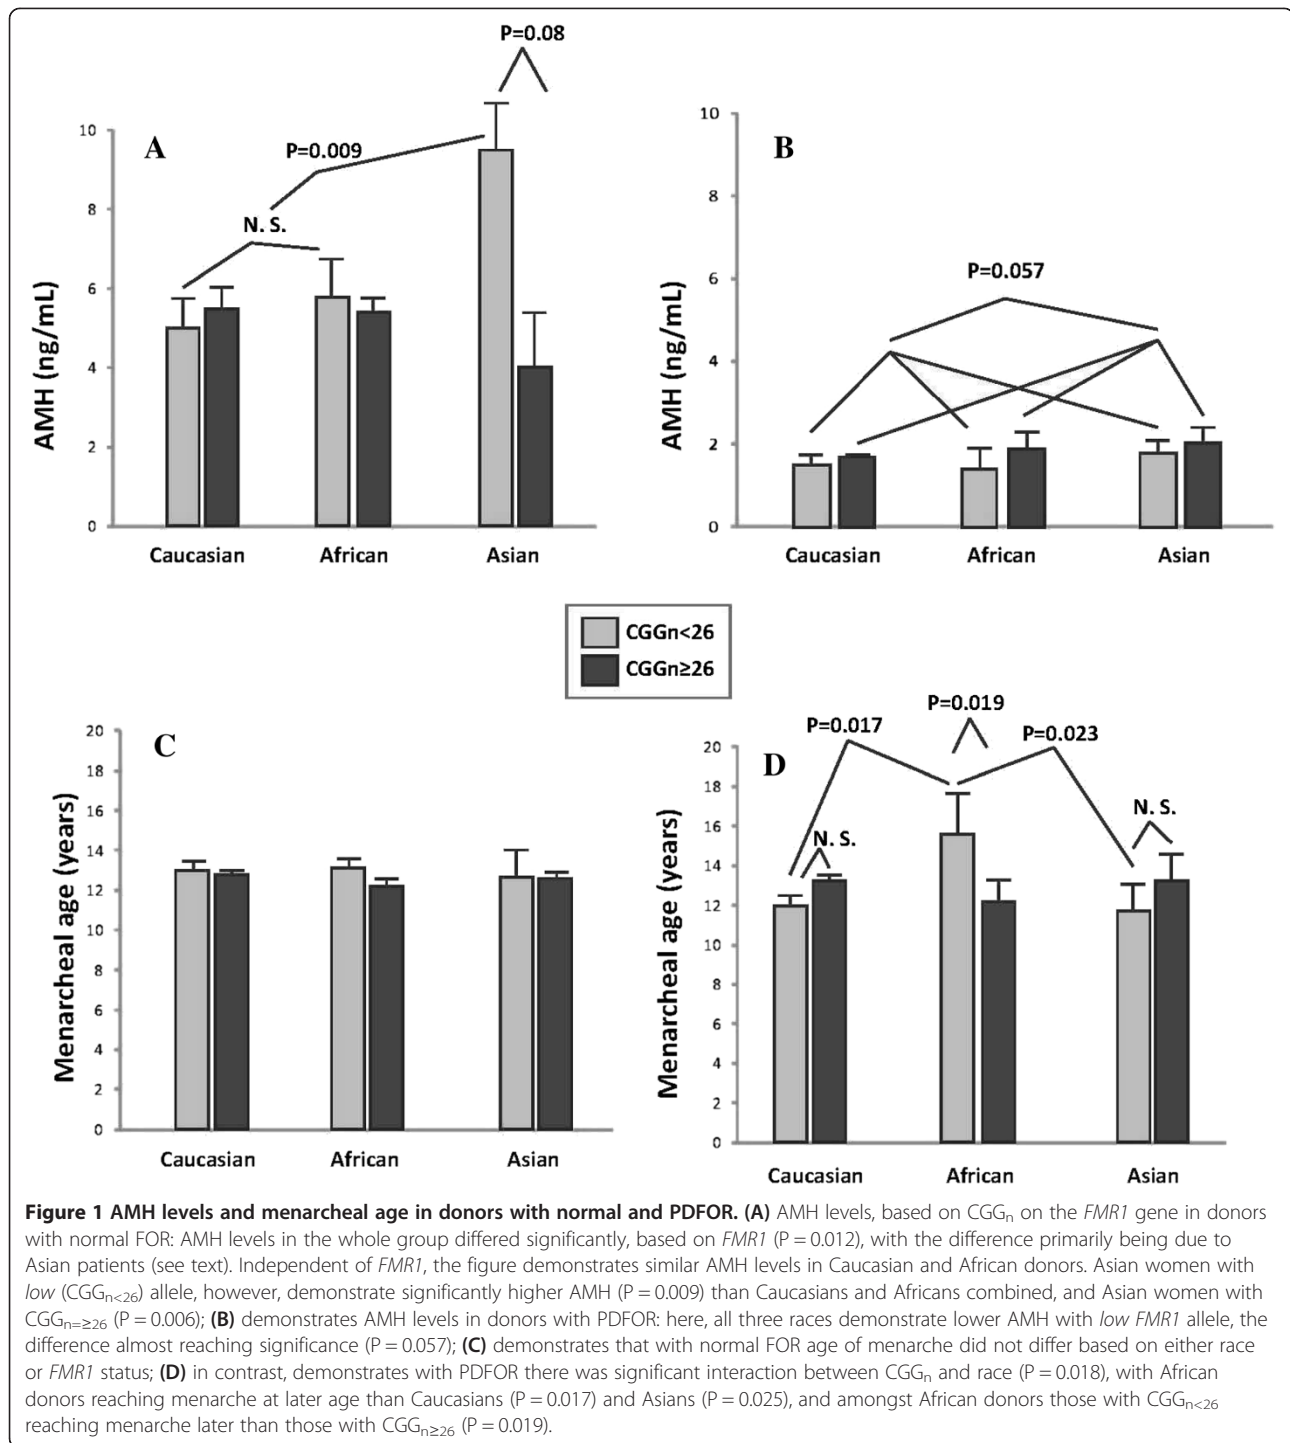 P=0.08
A
P=0.009
N. S.
10
8
6
4
2
0
AMH (ng/mL)
Caucasian African Asian
B
P=0.057
10
8
6
4
2
0
AMH (ng/mL)
Caucasian African Asian
CGGn<26
CGGn≥26
C
20
18
16
14
12
10
8
6
4
2
0
Menarcheal age (years)
Caucasian African Asian
P=0.017
P=0.019
P=0.023
D
N. S.
N. S.
20
18
16
14
12
10
8
6
4
2
0
Menarcheal age (years)
Caucasian African Asian
Figure 1 AMH levels and menarcheal age in donors with normal and PDFOR. (A) AMH levels, based on CGGn on the FMR1 gene in donors
with normal FOR: AMH levels in the whole group differed significantly, based on FMR1 (P = 0.012), with the difference primarily being due to
Asian patients (see text). Independent of FMR1, the figure demonstrates similar AMH levels in Caucasian and African donors. Asian women with
low (CGGn<26) allele, however, demonstrate significantly higher AMH (P = 0.009) than Caucasians and Africans combined, and Asian women with
CGGn=≥26 (P = 0.006); (B) demonstrates AMH levels in donors with PDFOR: here, all three races demonstrate lower AMH with low FMR1 allele, the
difference almost reaching significance (P = 0.057); (C) demonstrates that with normal FOR age of menarche did not differ based on either race
or FMR1 status; (D) in contrast, demonstrates with PDFOR there was significant interaction between CGGn and race (P = 0.018), with African
donors reaching menarche at later age than Caucasians (P = 0.017) and Asians (P = 0.025), and amongst African donors those with CGGn<26
reaching menarche later than those with CGGn≥26 (P = 0.019).